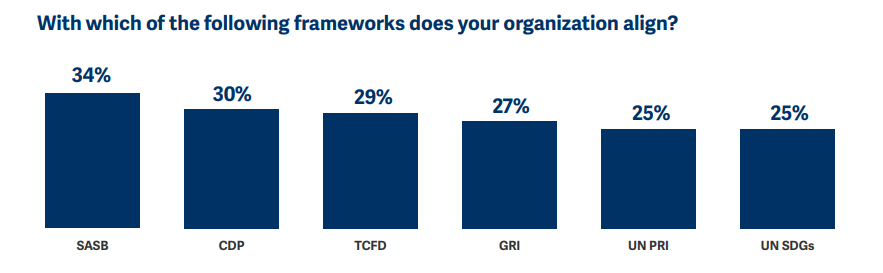 With which of the following frameworks does your organization align?
34%
30%
29%
27%
25%
25%
SASB
CDP
TCFD
GRI
UN PRI
UN SDGs